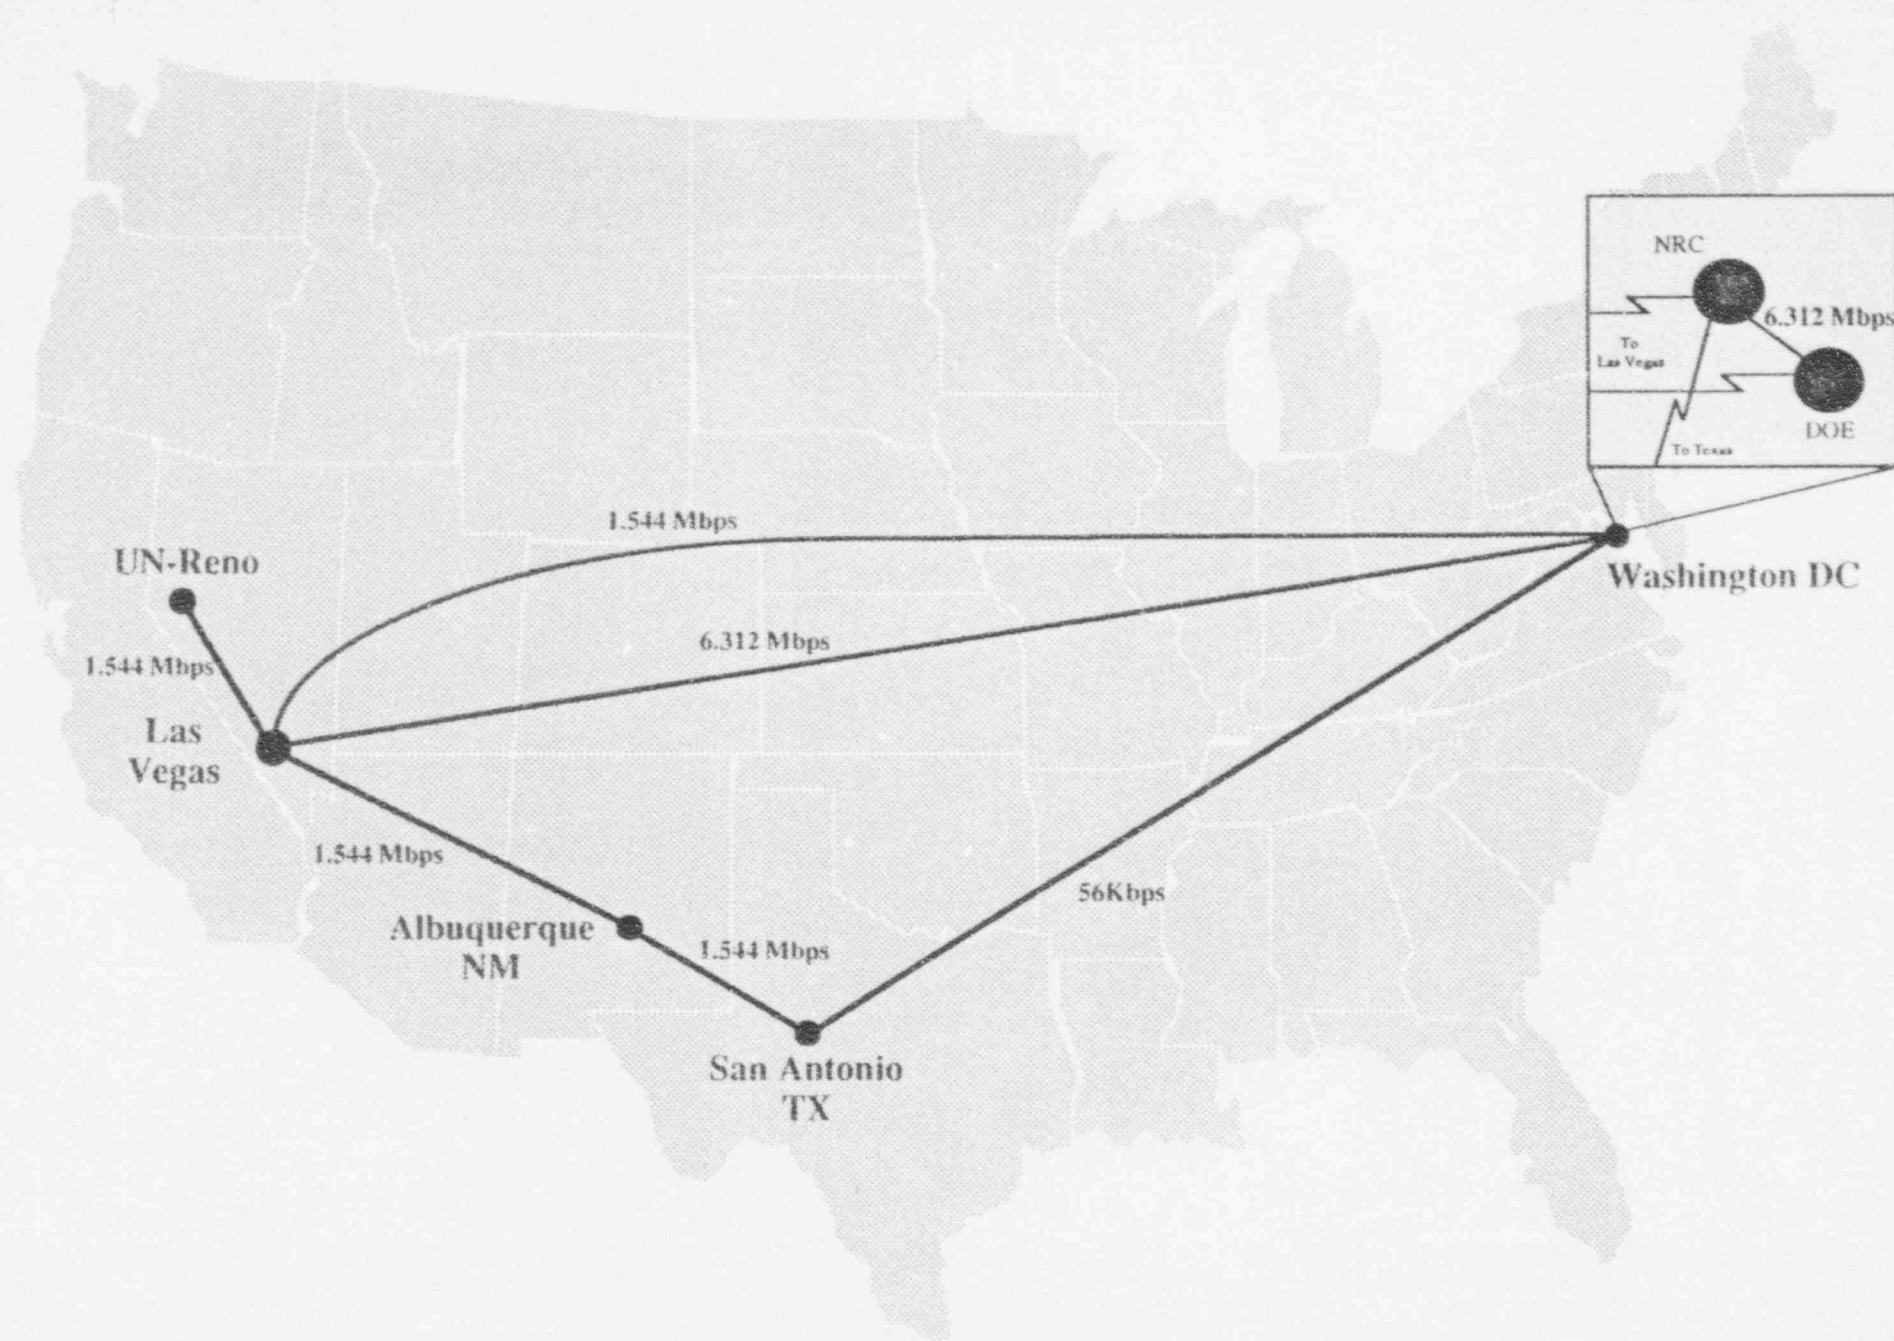 NRC
6.312 Mbps
To
Las Vegas
DOE
To Texas
1.544 Mbps
UN-Reno
Washington DC
6.312 Mbps
1.544 Mbps
Las
Vegas
1.544 Mbps
56Kbps
Albuquerque
NM
1.544 Mbps
San Antonio
TX